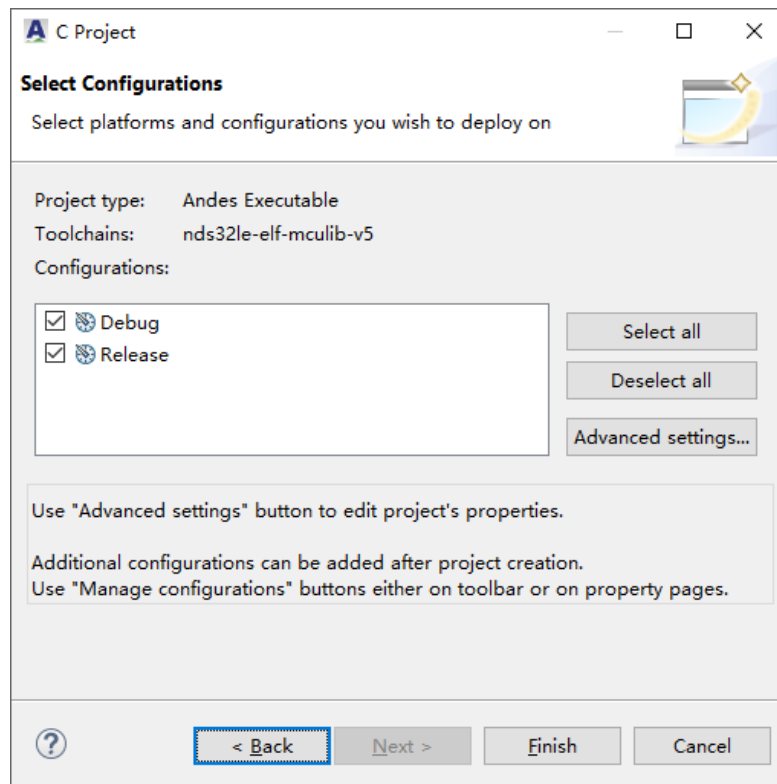 C Project
Select Configurations
Select platforms and configurations you wish to deploy on
Project type: Andes Executable
Toolchains: nds32le-elf-mculib-v5
Configurations:
Debug
Release
Select all
Deselect all
Advanced settings...
Use "Advanced settings" button to edit project's properties.
Additional configurations can be added after project creation.
Use "Manage configurations" buttons either on toolbar or on property pages.
?
< Back
Next >
Finish
Cancel